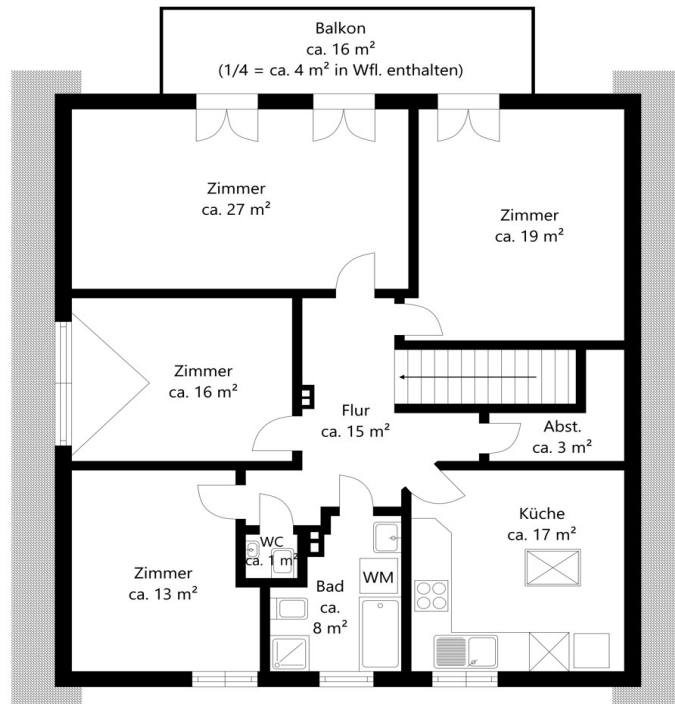 Balkon
ca. 16 m²
(1/4 = ca. 4 m² in Wfl. enthalten)
Zimmer
ca. 27 m²
Zimmer
ca. 19 m²
Zimmer
ca. 16 m²
Flur
ca. 15 m²
Abst.
ca. 3 m²
Küche
ca. 17 m²
WC
ca. 1 m²
Zimmer
ca. 13 m²
Bad
ca.
8 m²
WM